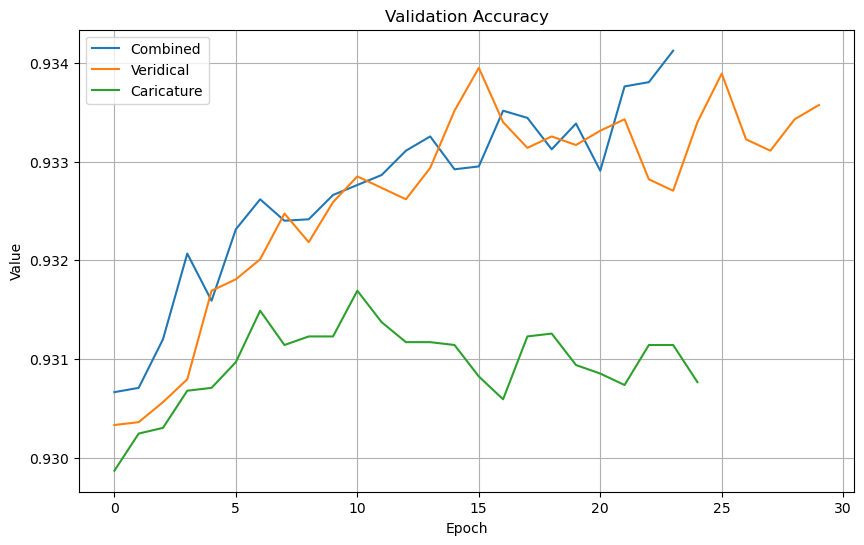 Validation Accuracy
Combined
Veridical
Caricature
Value
0.934
0.933
0.932
0.931
0.930
0 5 10 15 20 25 30
Epoch